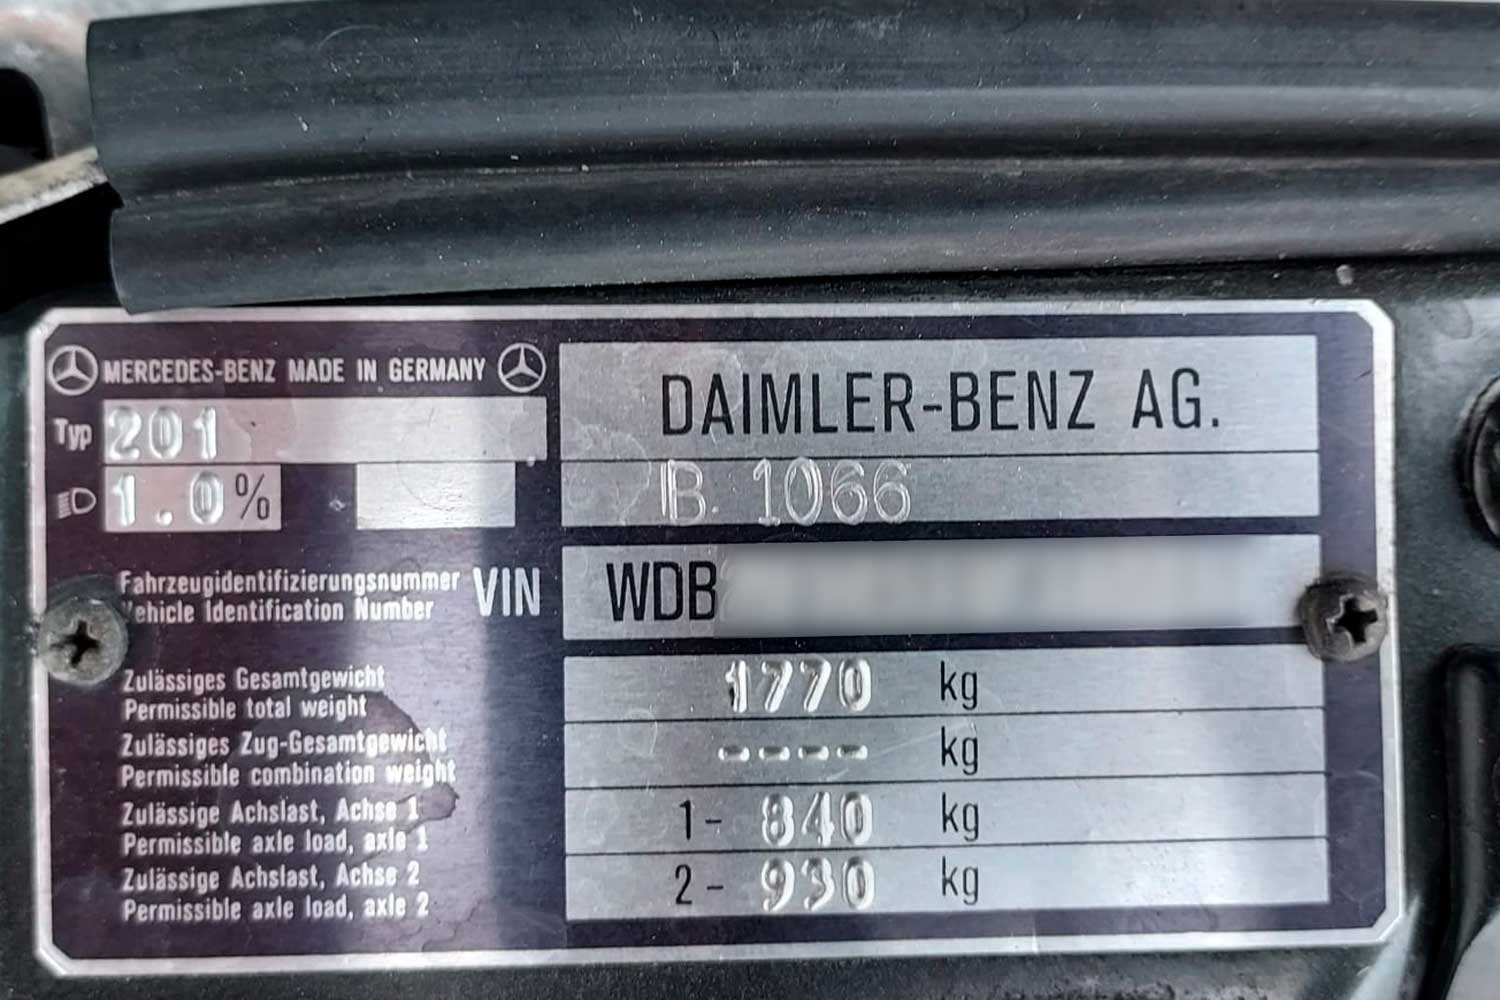 MERCEDES-BENZ MADE IN GERMANY
DAIMLER-BENZ AG.
Typ 201
1.0%
B. 1066
Fahrzeugidentifizierungsnummer
Vehicle Identification Number
VIN
WDB
Zulässiges Gesamtgewicht
Permissible total weight
1770 kg
Zulässiges Zug-Gesamtgewicht
Permissible combination weight
---- kg
Zulässige Achslast, Achse 1
Permissible axle load, axle 1
1- 840 kg
Zulässige Achslast, Achse 2
Permissible axle load, axle 2
2- 930 kg